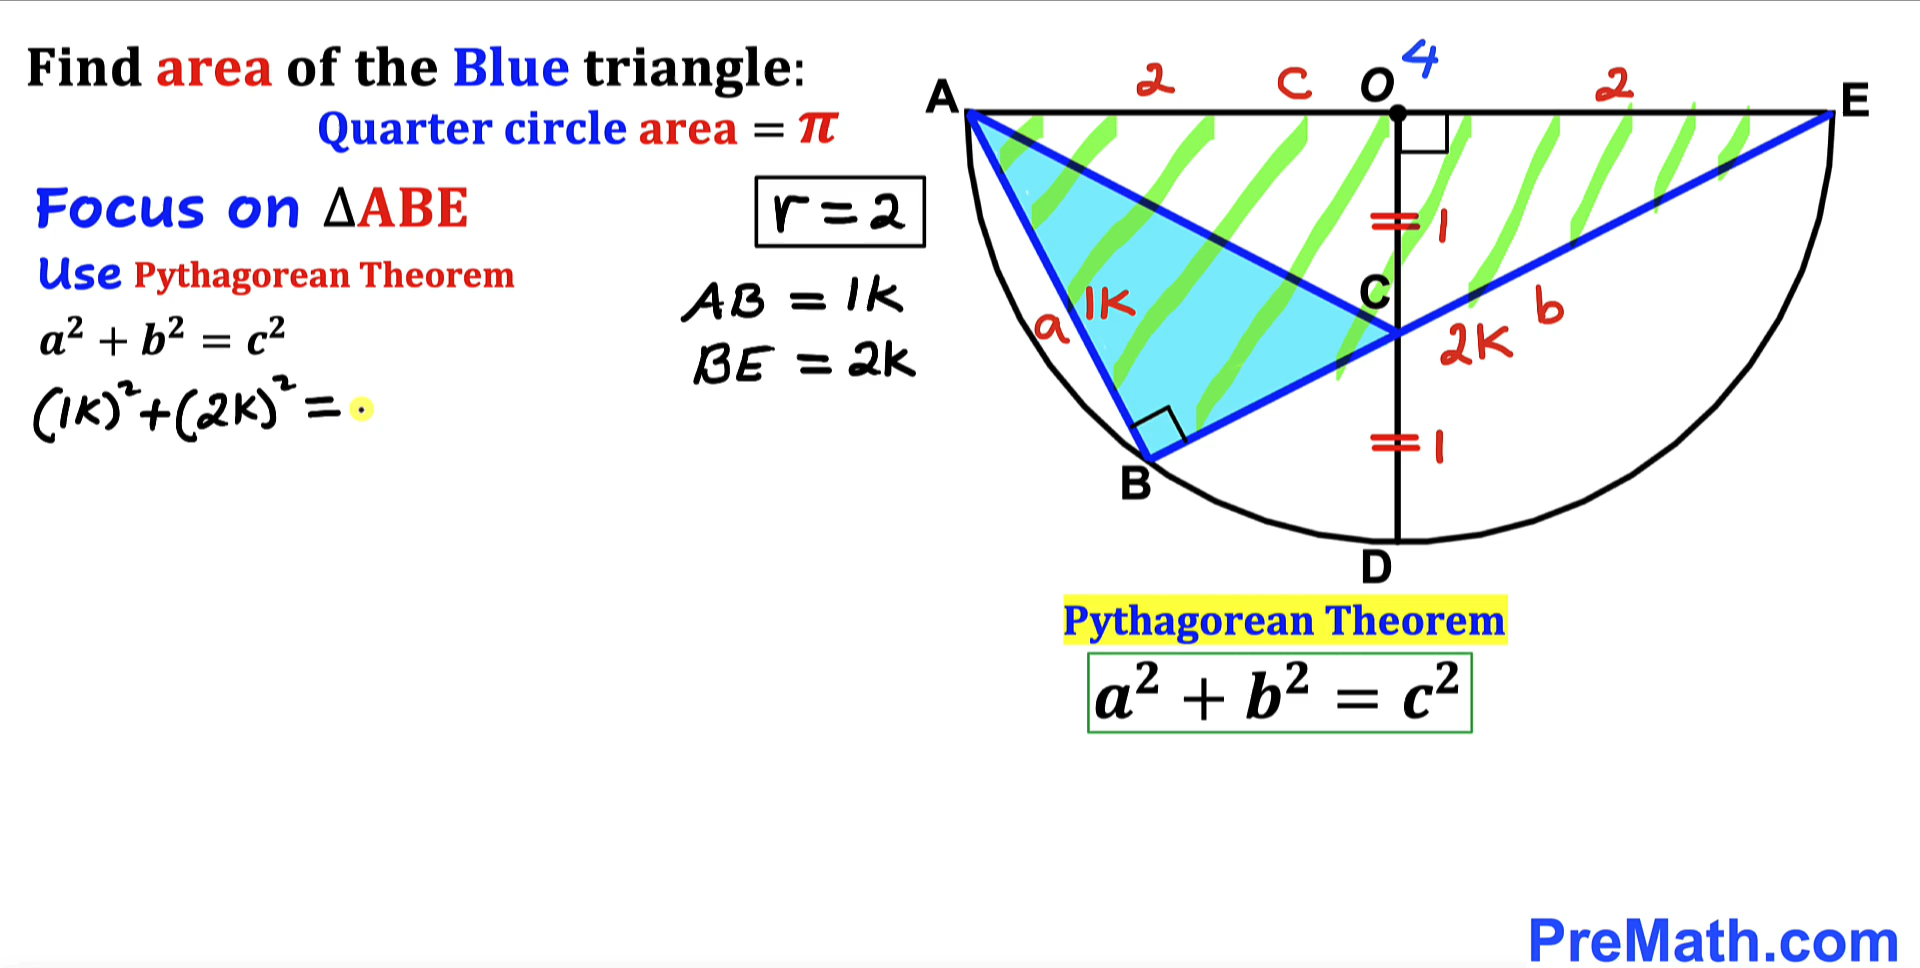 Find area of the Blue triangle:
Quarter circle area = π
Focus on ΔABE
Use Pythagorean Theorem
a² + b² = c²
(1k)²+(2k)² =
r=2
AB = 1k
BE = 2k
A
2
C
O
4
2
E
1
C
a
1k
b
2k
1
B
D
Pythagorean Theorem
a² + b² = c²
PreMath.com